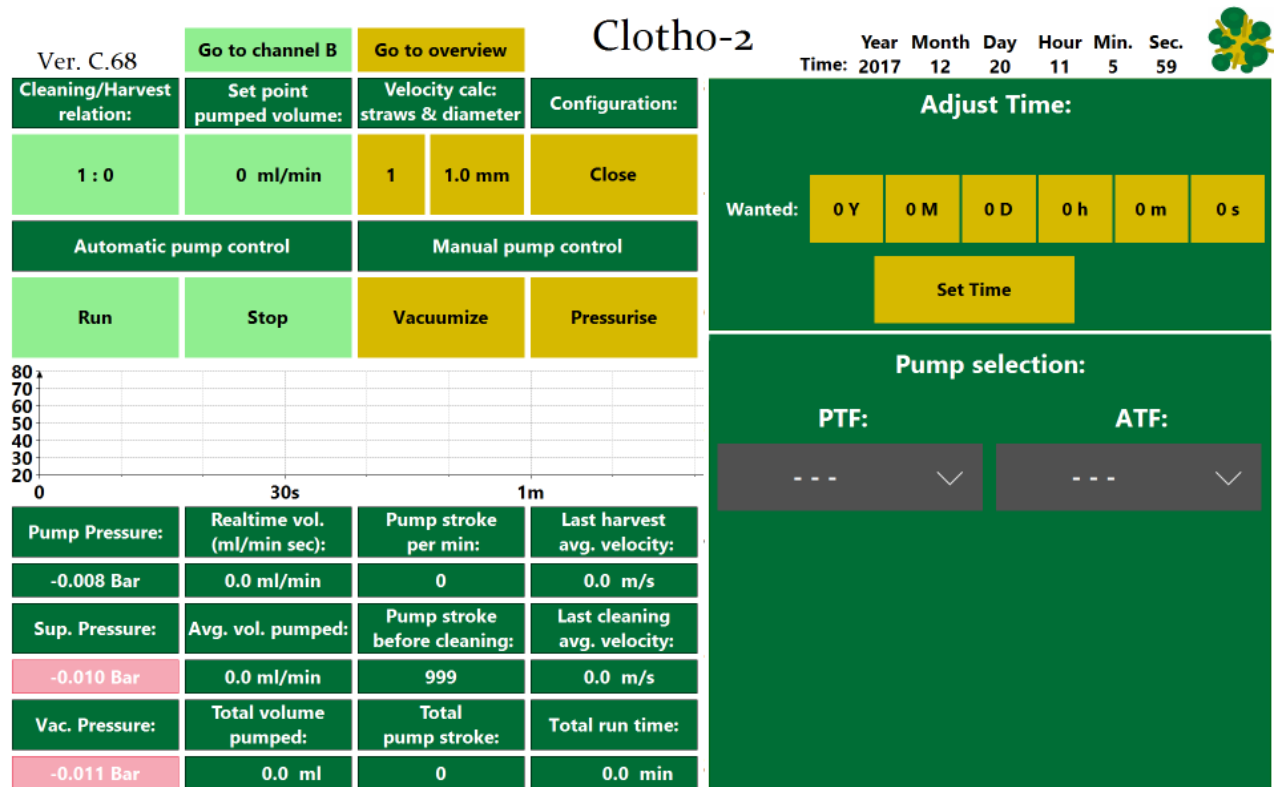 Ver. C.68
Go to channel B
Go to overview
Clotho-2
Year Month Day Hour Min. Sec.
Time: 2017 12 20 11 5 59
Cleaning/Harvest
relation:
Set point
pumped volume:
Velocity calc:
straws & diameter
Configuration:
1 : 0
0 ml/min
1
1.0 mm
Close
Automatic pump control
Manual pump control
Run
Stop
Vacuumize
Pressurise
80
70
60
50
40
30
20
0 30s 1m
Pump Pressure:
Realtime vol.
(ml/min sec):
Pump stroke
per min:
Last harvest
avg. velocity:
-0.008 Bar
0.0 ml/min
0
0.0 m/s
Sup. Pressure:
Avg. vol. pumped:
Pump stroke
before cleaning:
Last cleaning
avg. velocity:
-0.010 Bar
0.0 ml/min
999
0.0 m/s
Vac. Pressure:
Total volume
pumped:
Total
pump stroke:
Total run time:
-0.011 Bar
0.0 ml
0
0.0 min
Adjust Time:
Wanted: 0 Y 0 M 0 D 0 h 0 m 0 s
Set Time
Pump selection:
PTF: ATF:
- - - - - -